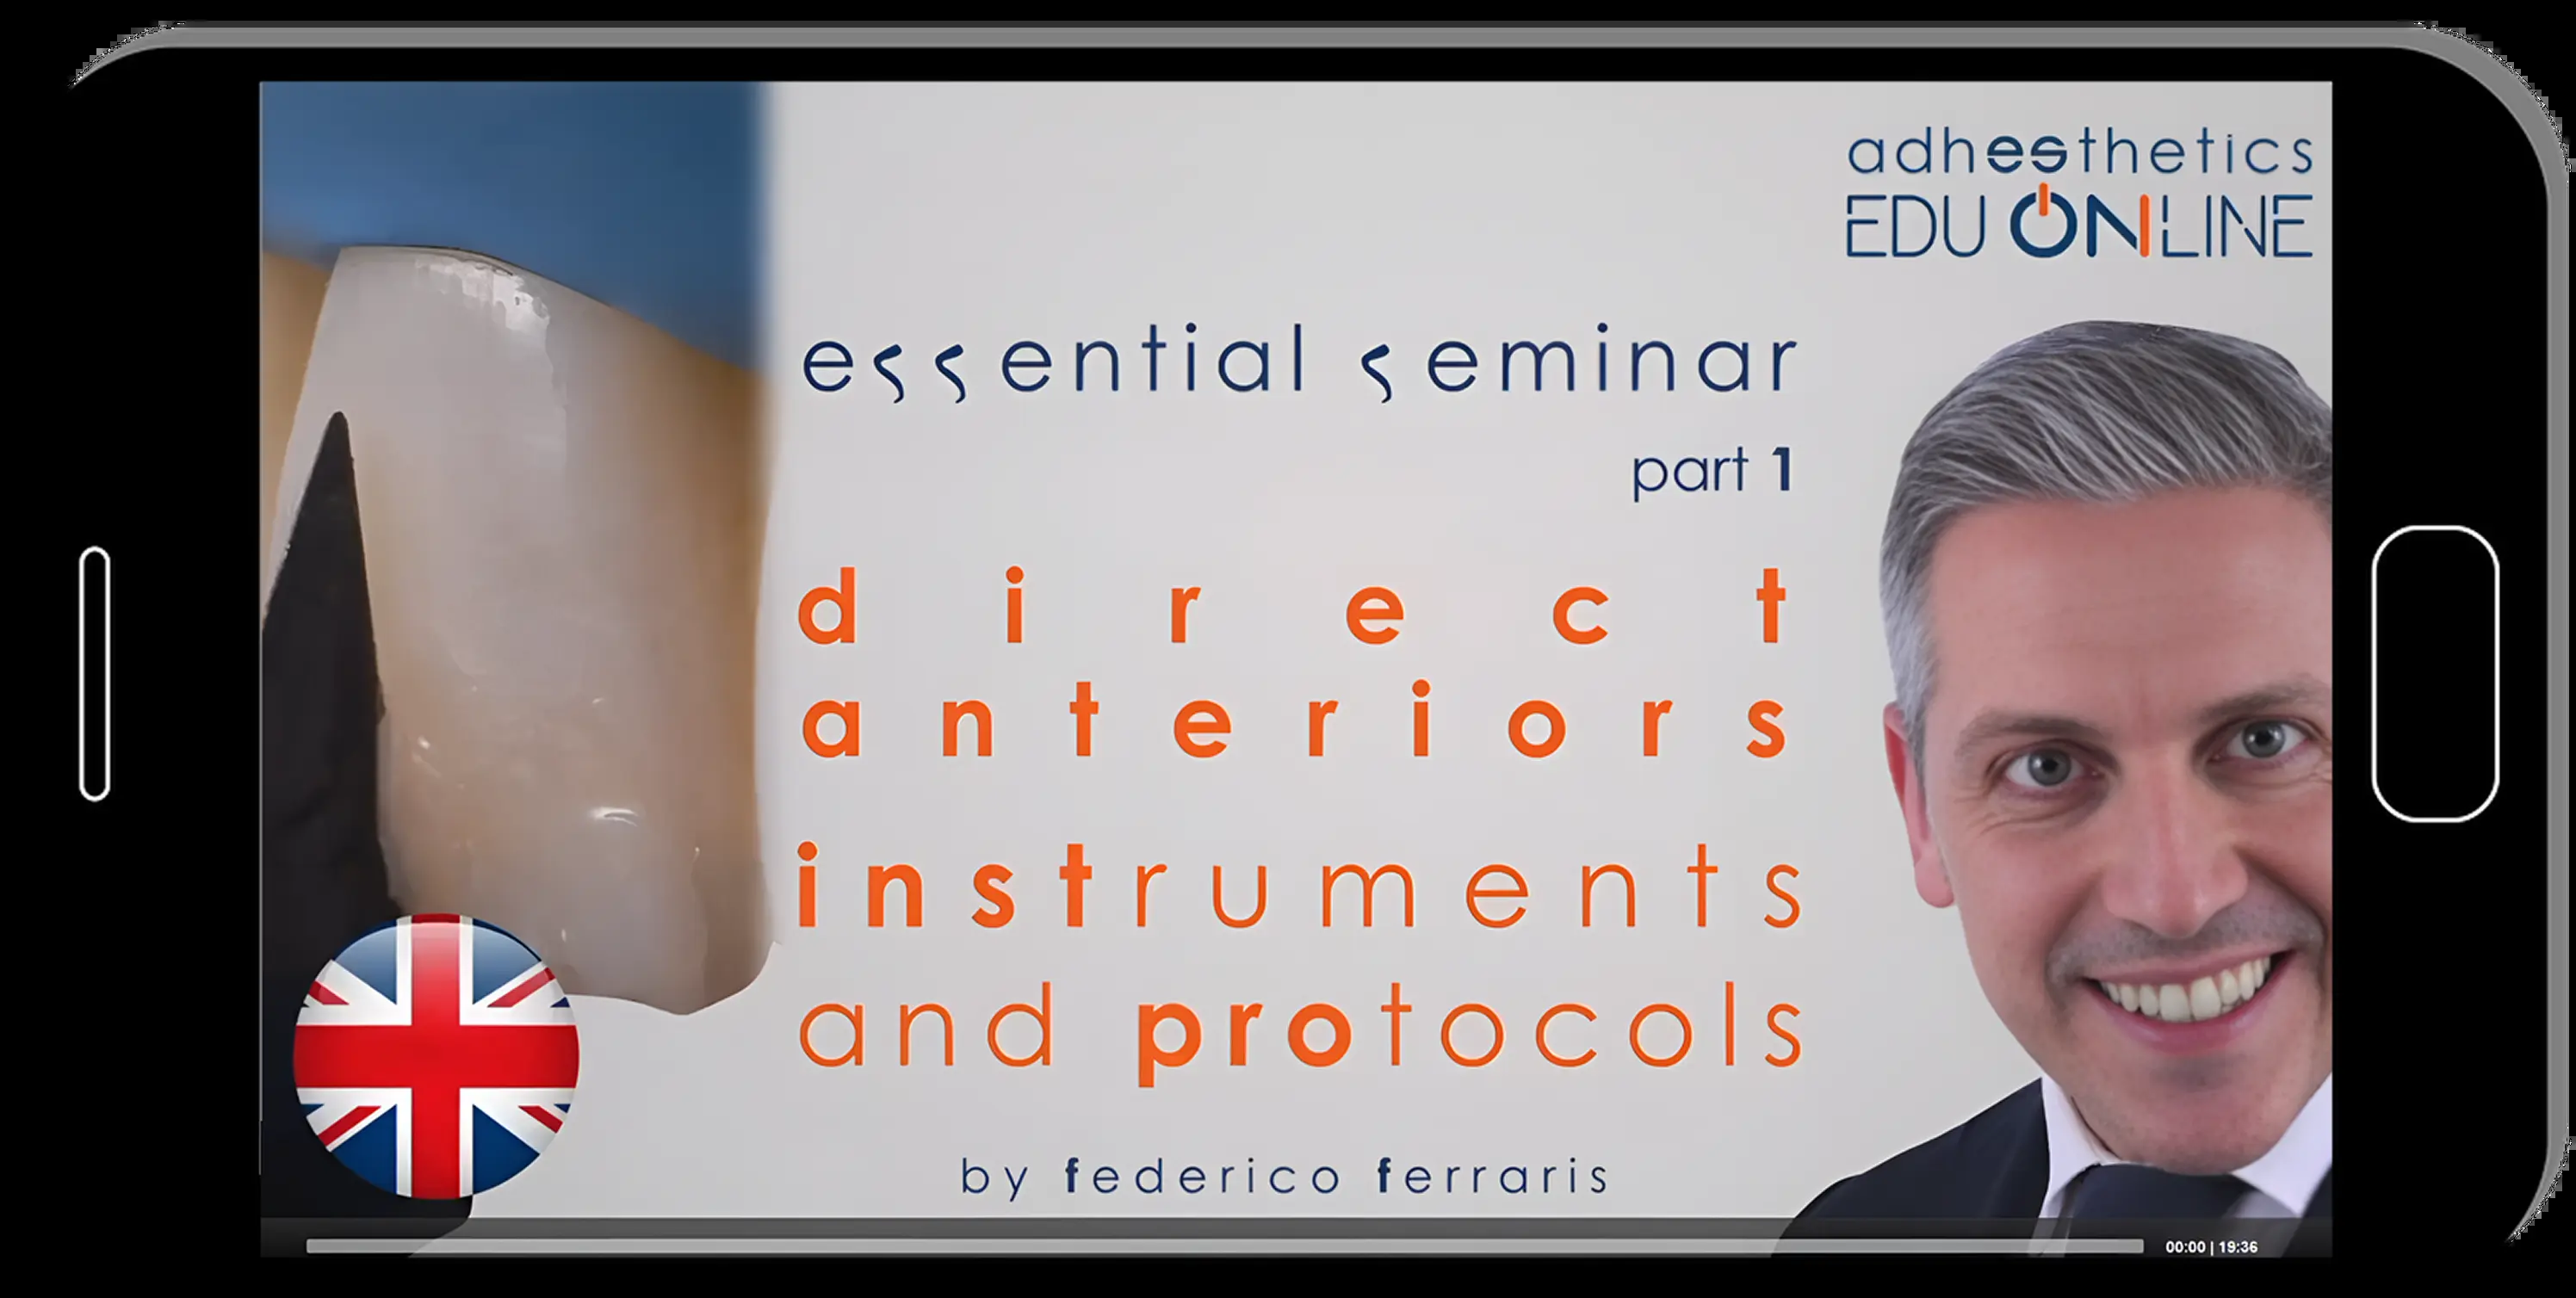 adhesthetics
EDU ONLINE
essential seminar
part 1
direct
anteriors
instruments
and protocols
by federico ferraris
00:00 | 19:36